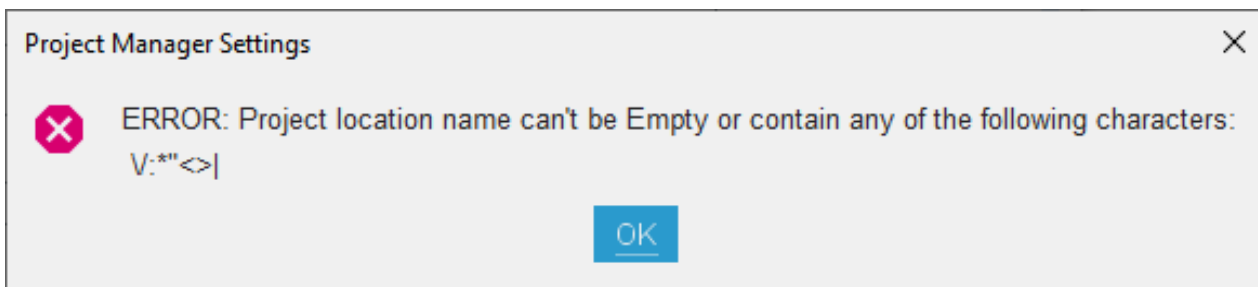 Project Manager Settings
ERROR: Project location name can't be Empty or contain any of the following characters:
\/:*"<>|
OK